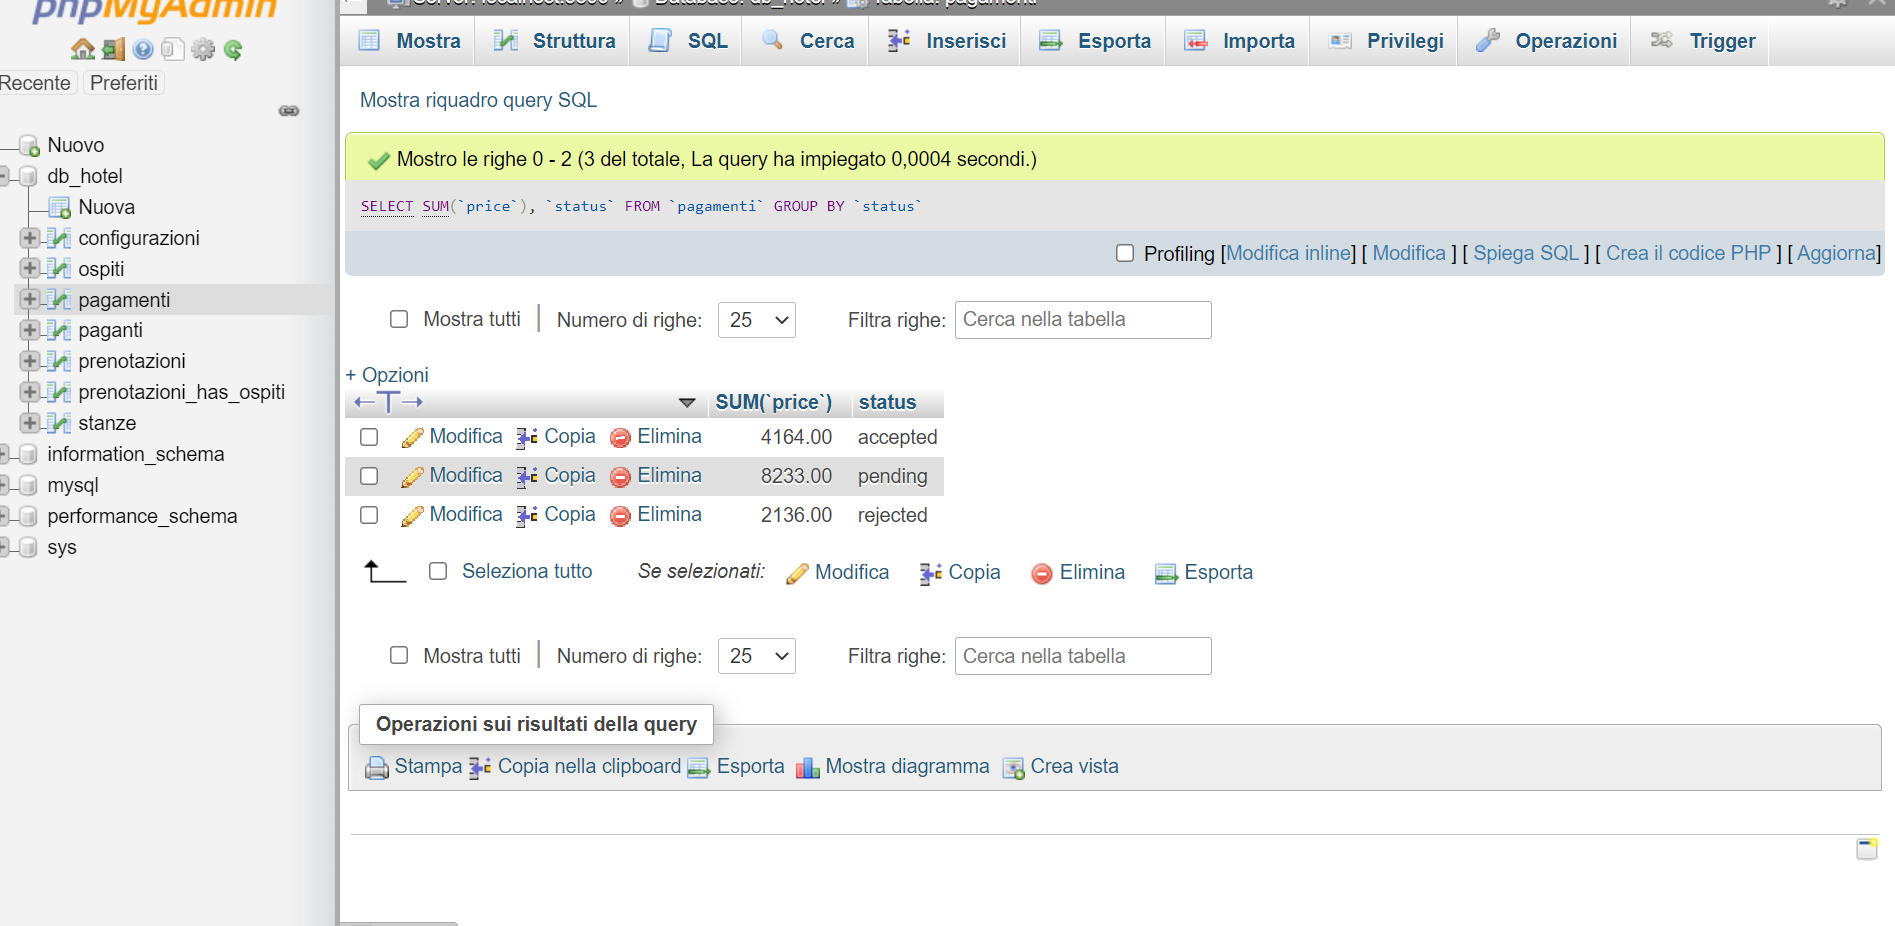 phpMyAdmin
Server: localhost:3306 » Database: db_hotel » Tabella: pagamenti
Mostra Struttura SQL Cerca Inserisci Esporta Importa Privilegi Operazioni Trigger
Recente Preferiti
Nuovo
db_hotel
Nuova
configurazioni
ospiti
pagamenti
paganti
prenotazioni
prenotazioni_has_ospiti
stanze
information_schema
mysql
performance_schema
sys
Mostra riquadro query SQL
Mostro le righe 0 - 2 (3 del totale, La query ha impiegato 0,0004 secondi.)
SELECT SUM(`price`), `status` FROM `pagamenti` GROUP BY `status`
Profiling [Modifica inline] [ Modifica ] [ Spiega SQL ] [ Crea il codice PHP ] [ Aggiorna]
Mostra tutti | Numero di righe: 25 Filtra righe: Cerca nella tabella
+ Opzioni
←T→ SUM(`price`) status
Modifica Copia Elimina 4164.00 accepted
Modifica Copia Elimina 8233.00 pending
Modifica Copia Elimina 2136.00 rejected
Seleziona tutto Se selezionati: Modifica Copia Elimina Esporta
Mostra tutti | Numero di righe: 25 Filtra righe: Cerca nella tabella
Operazioni sui risultati della query
Stampa Copia nella clipboard Esporta Mostra diagramma Crea vista